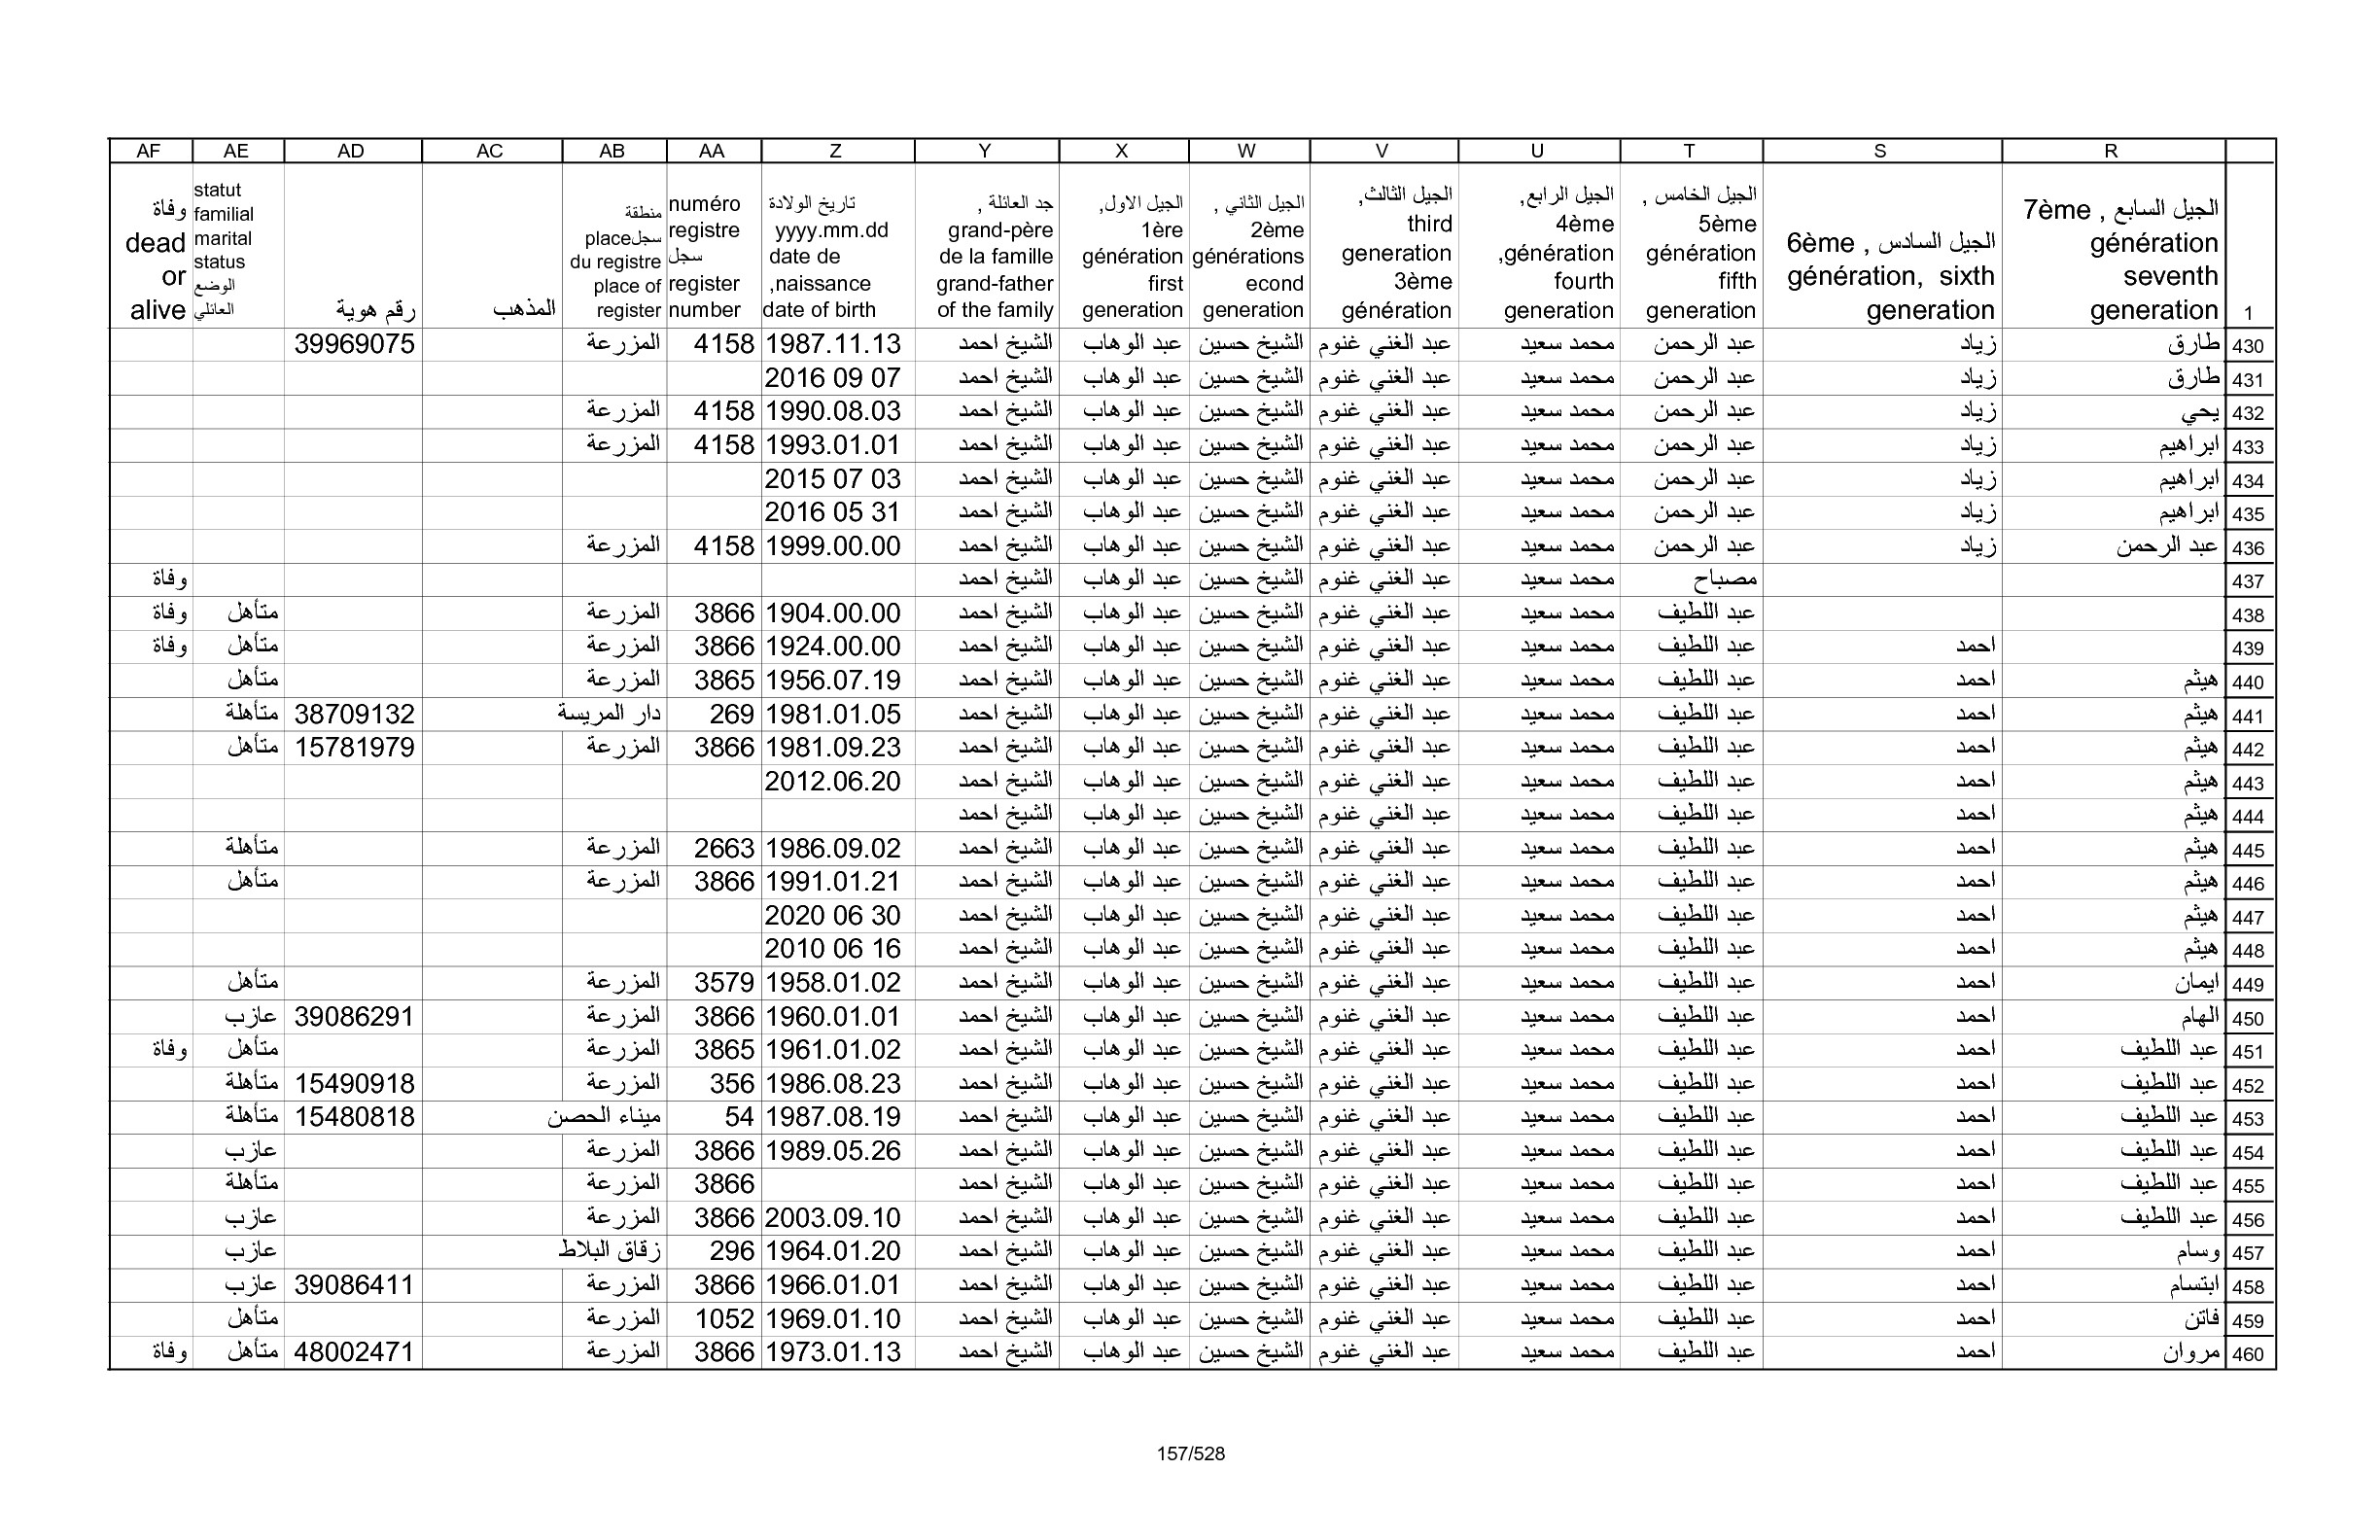 R S T U V W X Y Z AA AB AC AD AE AF
1
الجيل السابع , 7ème
génération
seventh
generation
الجيل السادس , 6ème
génération, sixth
generation
الجيل الخامس ,
5ème
génération
fifth
generation
الجيل الرابع,
4ème
génération,
fourth
generation
الجيل الثالث,
third
generation
3ème
génération
الجيل الثاني ,
2ème
générations
econd
generation
الجيل الاول,
1ère
génération
first
generation
جد العائلة ,
grand-père
de la famille
grand-father
of the family
تاريخ الولادة
yyyy.mm.dd
date de
naissance,
date of birth
numéro
registre
سجل
register
number
منطقة
سجلplace
du registre
place of
register
المذهب
رقم هوية
statut
familial
marital
status
الوضع
العائلي
وفاة
dead
or
alive
430 طارق زياد عبد الرحمن محمد سعيد عبد الغني غنوم الشيخ حسين عبد الوهاب الشيخ احمد 1987.11.13 4158 المزرعة 39969075
431 طارق زياد عبد الرحمن محمد سعيد عبد الغني غنوم الشيخ حسين عبد الوهاب الشيخ احمد 2016 09 07
432 يحي زياد عبد الرحمن محمد سعيد عبد الغني غنوم الشيخ حسين عبد الوهاب الشيخ احمد 1990.08.03 4158 المزرعة
433 ابراهيم زياد عبد الرحمن محمد سعيد عبد الغني غنوم الشيخ حسين عبد الوهاب الشيخ احمد 1993.01.01 4158 المزرعة
434 ابراهيم زياد عبد الرحمن محمد سعيد عبد الغني غنوم الشيخ حسين عبد الوهاب الشيخ احمد 2015 07 03
435 ابراهيم زياد عبد الرحمن محمد سعيد عبد الغني غنوم الشيخ حسين عبد الوهاب الشيخ احمد 2016 05 31
436 عبد الرحمن زياد عبد الرحمن محمد سعيد عبد الغني غنوم الشيخ حسين عبد الوهاب الشيخ احمد 1999.00.00 4158 المزرعة
437 مصباح محمد سعيد عبد الغني غنوم الشيخ حسين عبد الوهاب الشيخ احمد وفاة
438 عبد اللطيف محمد سعيد عبد الغني غنوم الشيخ حسين عبد الوهاب الشيخ احمد 1904.00.00 3866 المزرعة متأهل وفاة
439 احمد عبد اللطيف محمد سعيد عبد الغني غنوم الشيخ حسين عبد الوهاب الشيخ احمد 1924.00.00 3866 المزرعة متأهل وفاة
440 هيثم احمد عبد اللطيف محمد سعيد عبد الغني غنوم الشيخ حسين عبد الوهاب الشيخ احمد 1956.07.19 3865 المزرعة متأهل
441 هيثم احمد عبد اللطيف محمد سعيد عبد الغني غنوم الشيخ حسين عبد الوهاب الشيخ احمد 1981.01.05 269 دار المريسة 38709132 متأهلة
442 هيثم احمد عبد اللطيف محمد سعيد عبد الغني غنوم الشيخ حسين عبد الوهاب الشيخ احمد 1981.09.23 3866 المزرعة 15781979 متأهل
443 هيثم احمد عبد اللطيف محمد سعيد عبد الغني غنوم الشيخ حسين عبد الوهاب الشيخ احمد 2012.06.20
444 هيثم احمد عبد اللطيف محمد سعيد عبد الغني غنوم الشيخ حسين عبد الوهاب الشيخ احمد
445 هيثم احمد عبد اللطيف محمد سعيد عبد الغني غنوم الشيخ حسين عبد الوهاب الشيخ احمد 1986.09.02 2663 المزرعة متأهلة
446 هيثم احمد عبد اللطيف محمد سعيد عبد الغني غنوم الشيخ حسين عبد الوهاب الشيخ احمد 1991.01.21 3866 المزرعة متأهل
447 هيثم احمد عبد اللطيف محمد سعيد عبد الغني غنوم الشيخ حسين عبد الوهاب الشيخ احمد 2020 06 30
448 هيثم احمد عبد اللطيف محمد سعيد عبد الغني غنوم الشيخ حسين عبد الوهاب الشيخ احمد 2010 06 16
449 ايمان احمد عبد اللطيف محمد سعيد عبد الغني غنوم الشيخ حسين عبد الوهاب الشيخ احمد 1958.01.02 3579 المزرعة متأهل
450 الهام احمد عبد اللطيف محمد سعيد عبد الغني غنوم الشيخ حسين عبد الوهاب الشيخ احمد 1960.01.01 3866 المزرعة 39086291 عازب
451 عبد اللطيف احمد عبد اللطيف محمد سعيد عبد الغني غنوم الشيخ حسين عبد الوهاب الشيخ احمد 1961.01.02 3865 المزرعة متأهل وفاة
452 عبد اللطيف احمد عبد اللطيف محمد سعيد عبد الغني غنوم الشيخ حسين عبد الوهاب الشيخ احمد 1986.08.23 356 المزرعة 15490918 متأهلة
453 عبد اللطيف احمد عبد اللطيف محمد سعيد عبد الغني غنوم الشيخ حسين عبد الوهاب الشيخ احمد 1987.08.19 54 ميناء الحصن 15480818 متأهلة
454 عبد اللطيف احمد عبد اللطيف محمد سعيد عبد الغني غنوم الشيخ حسين عبد الوهاب الشيخ احمد 1989.05.26 3866 المزرعة عازب
455 عبد اللطيف احمد عبد اللطيف محمد سعيد عبد الغني غنوم الشيخ حسين عبد الوهاب الشيخ احمد 3866 المزرعة متأهلة
456 عبد اللطيف احمد عبد اللطيف محمد سعيد عبد الغني غنوم الشيخ حسين عبد الوهاب الشيخ احمد 2003.09.10 3866 المزرعة عازب
457 وسام احمد عبد اللطيف محمد سعيد عبد الغني غنوم الشيخ حسين عبد الوهاب الشيخ احمد 1964.01.20 296 زقاق البلاط عازب
458 ابتسام احمد عبد اللطيف محمد سعيد عبد الغني غنوم الشيخ حسين عبد الوهاب الشيخ احمد 1966.01.01 3866 المزرعة 39086411 عازب
459 فاتن احمد عبد اللطيف محمد سعيد عبد الغني غنوم الشيخ حسين عبد الوهاب الشيخ احمد 1969.01.10 1052 المزرعة متأهل
460 مروان احمد عبد اللطيف محمد سعيد عبد الغني غنوم الشيخ حسين عبد الوهاب الشيخ احمد 1973.01.13 3866 المزرعة 48002471 متأهل وفاة
157/528